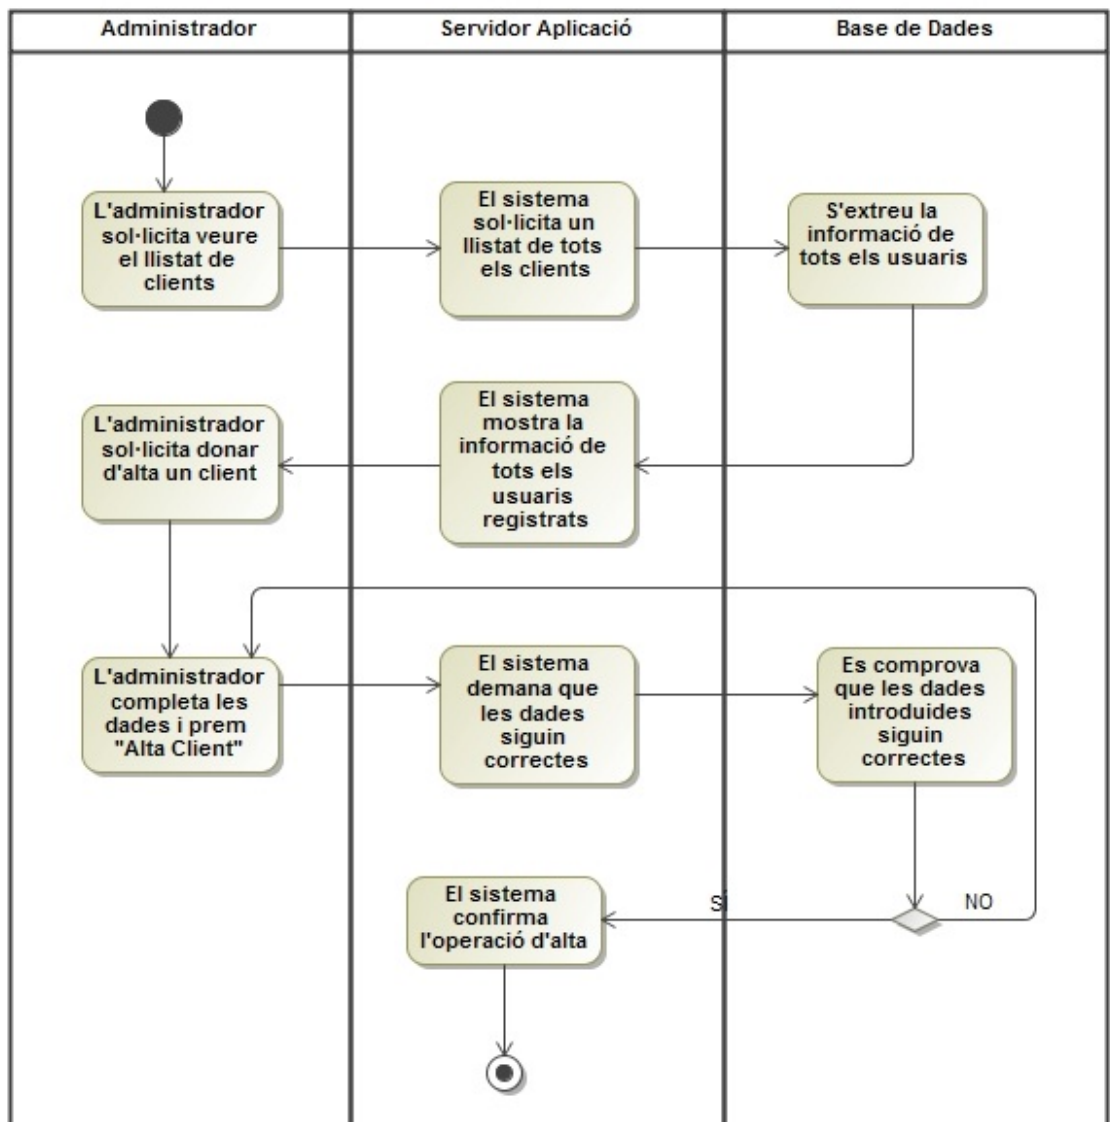 Administrador
Servidor Aplicació
Base de Dades
L'administrador
sol·licita veure
el llistat de
clients
El sistema
sol·licita un
llistat de tots
els clients
S'extreu la
informació de
tots els usuaris
L'administrador
sol·licita donar
d'alta un client
El sistema
mostra la
informació de
tots els
usuaris
registrats
L'administrador
completa les
dades i prem
"Alta Client"
El sistema
demana que
les dades
siguin
correctes
Es comprova
que les dades
introduides
siguin
correctes
El sistema
confirma
l'operació d'alta
SÍ
NO